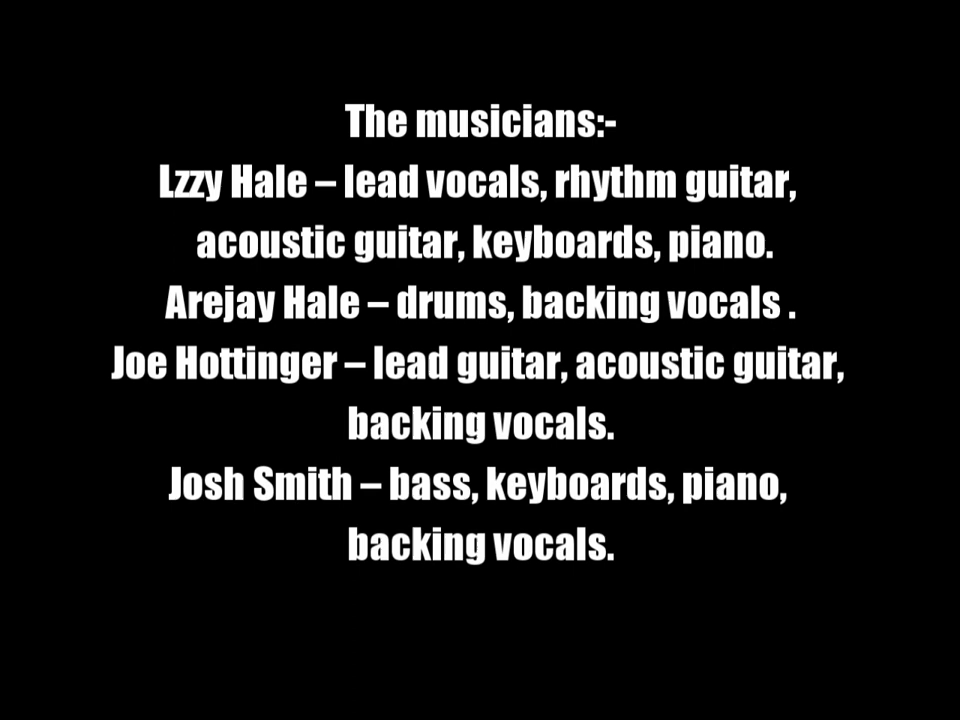 The musicians:-
Lzzy Hale – lead vocals, rhythm guitar,
acoustic guitar, keyboards, piano.
Arejay Hale – drums, backing vocals .
Joe Hottinger – lead guitar, acoustic guitar,
backing vocals.
Josh Smith – bass, keyboards, piano,
backing vocals.